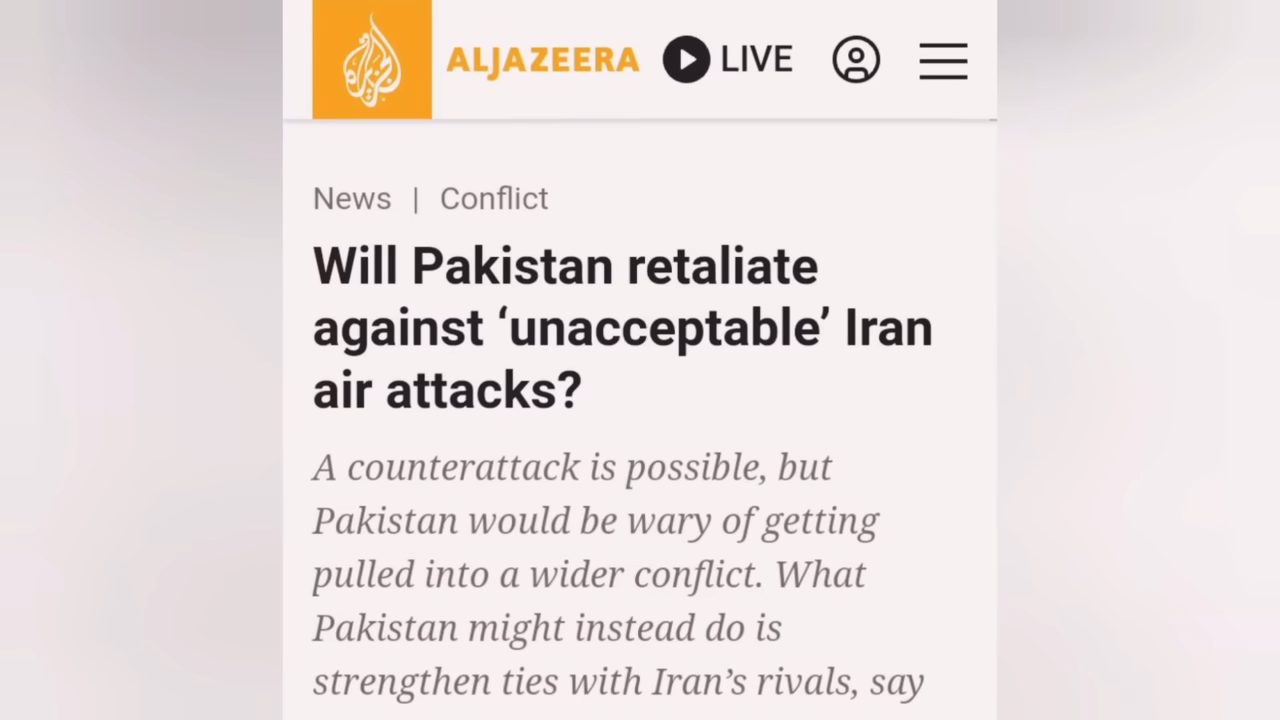 ALJAZEERA LIVE
News | Conflict
Will Pakistan retaliate
against ‘unacceptable’ Iran
air attacks?
A counterattack is possible, but
Pakistan would be wary of getting
pulled into a wider conflict. What
Pakistan might instead do is
strengthen ties with Iran’s rivals, say